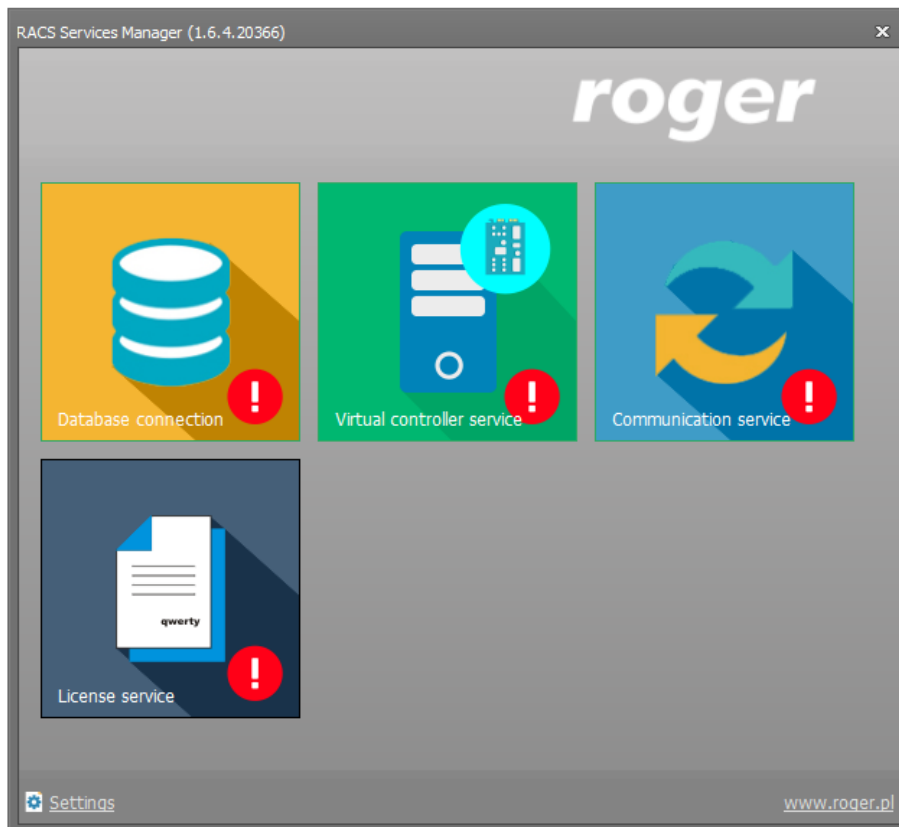 RACS Services Manager (1.6.4.20366)
roger
Database connection
!
Virtual controller service
!
Communication service
!
qwerty
License service
!
Settings
www.roger.pl